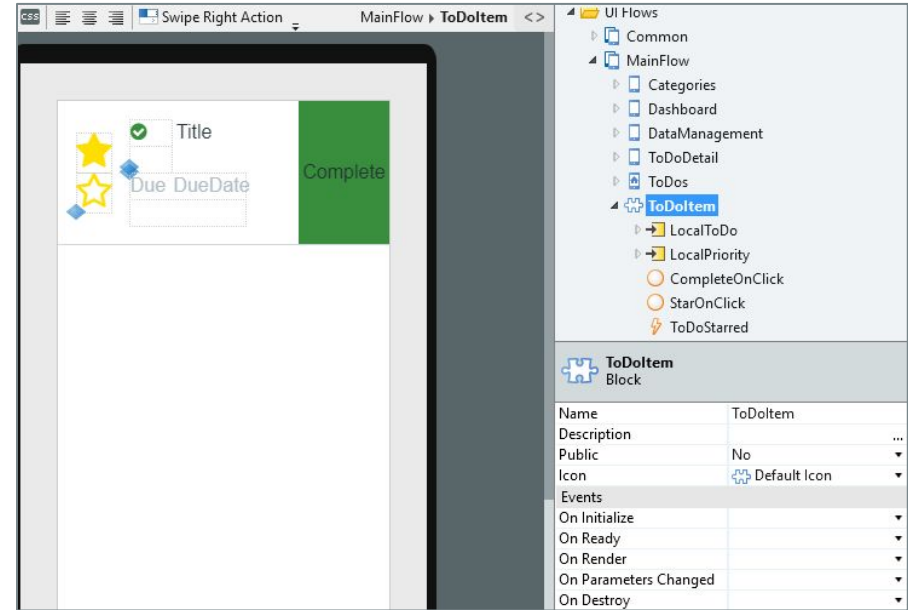 CSS Swipe Right Action MainFlow ToDoItem <>
Title
Due DueDate
Complete
UI Flows
Common
MainFlow
Categories
Dashboard
DataManagement
ToDoDetail
ToDos
ToDoItem
LocalToDo
LocalPriority
CompleteOnClick
StarOnClick
ToDoStarred
ToDoItem
Block
Name ToDoItem
Description ...
Public No
Icon Default Icon
Events
On Initialize
On Ready
On Render
On Parameters Changed
On Destroy